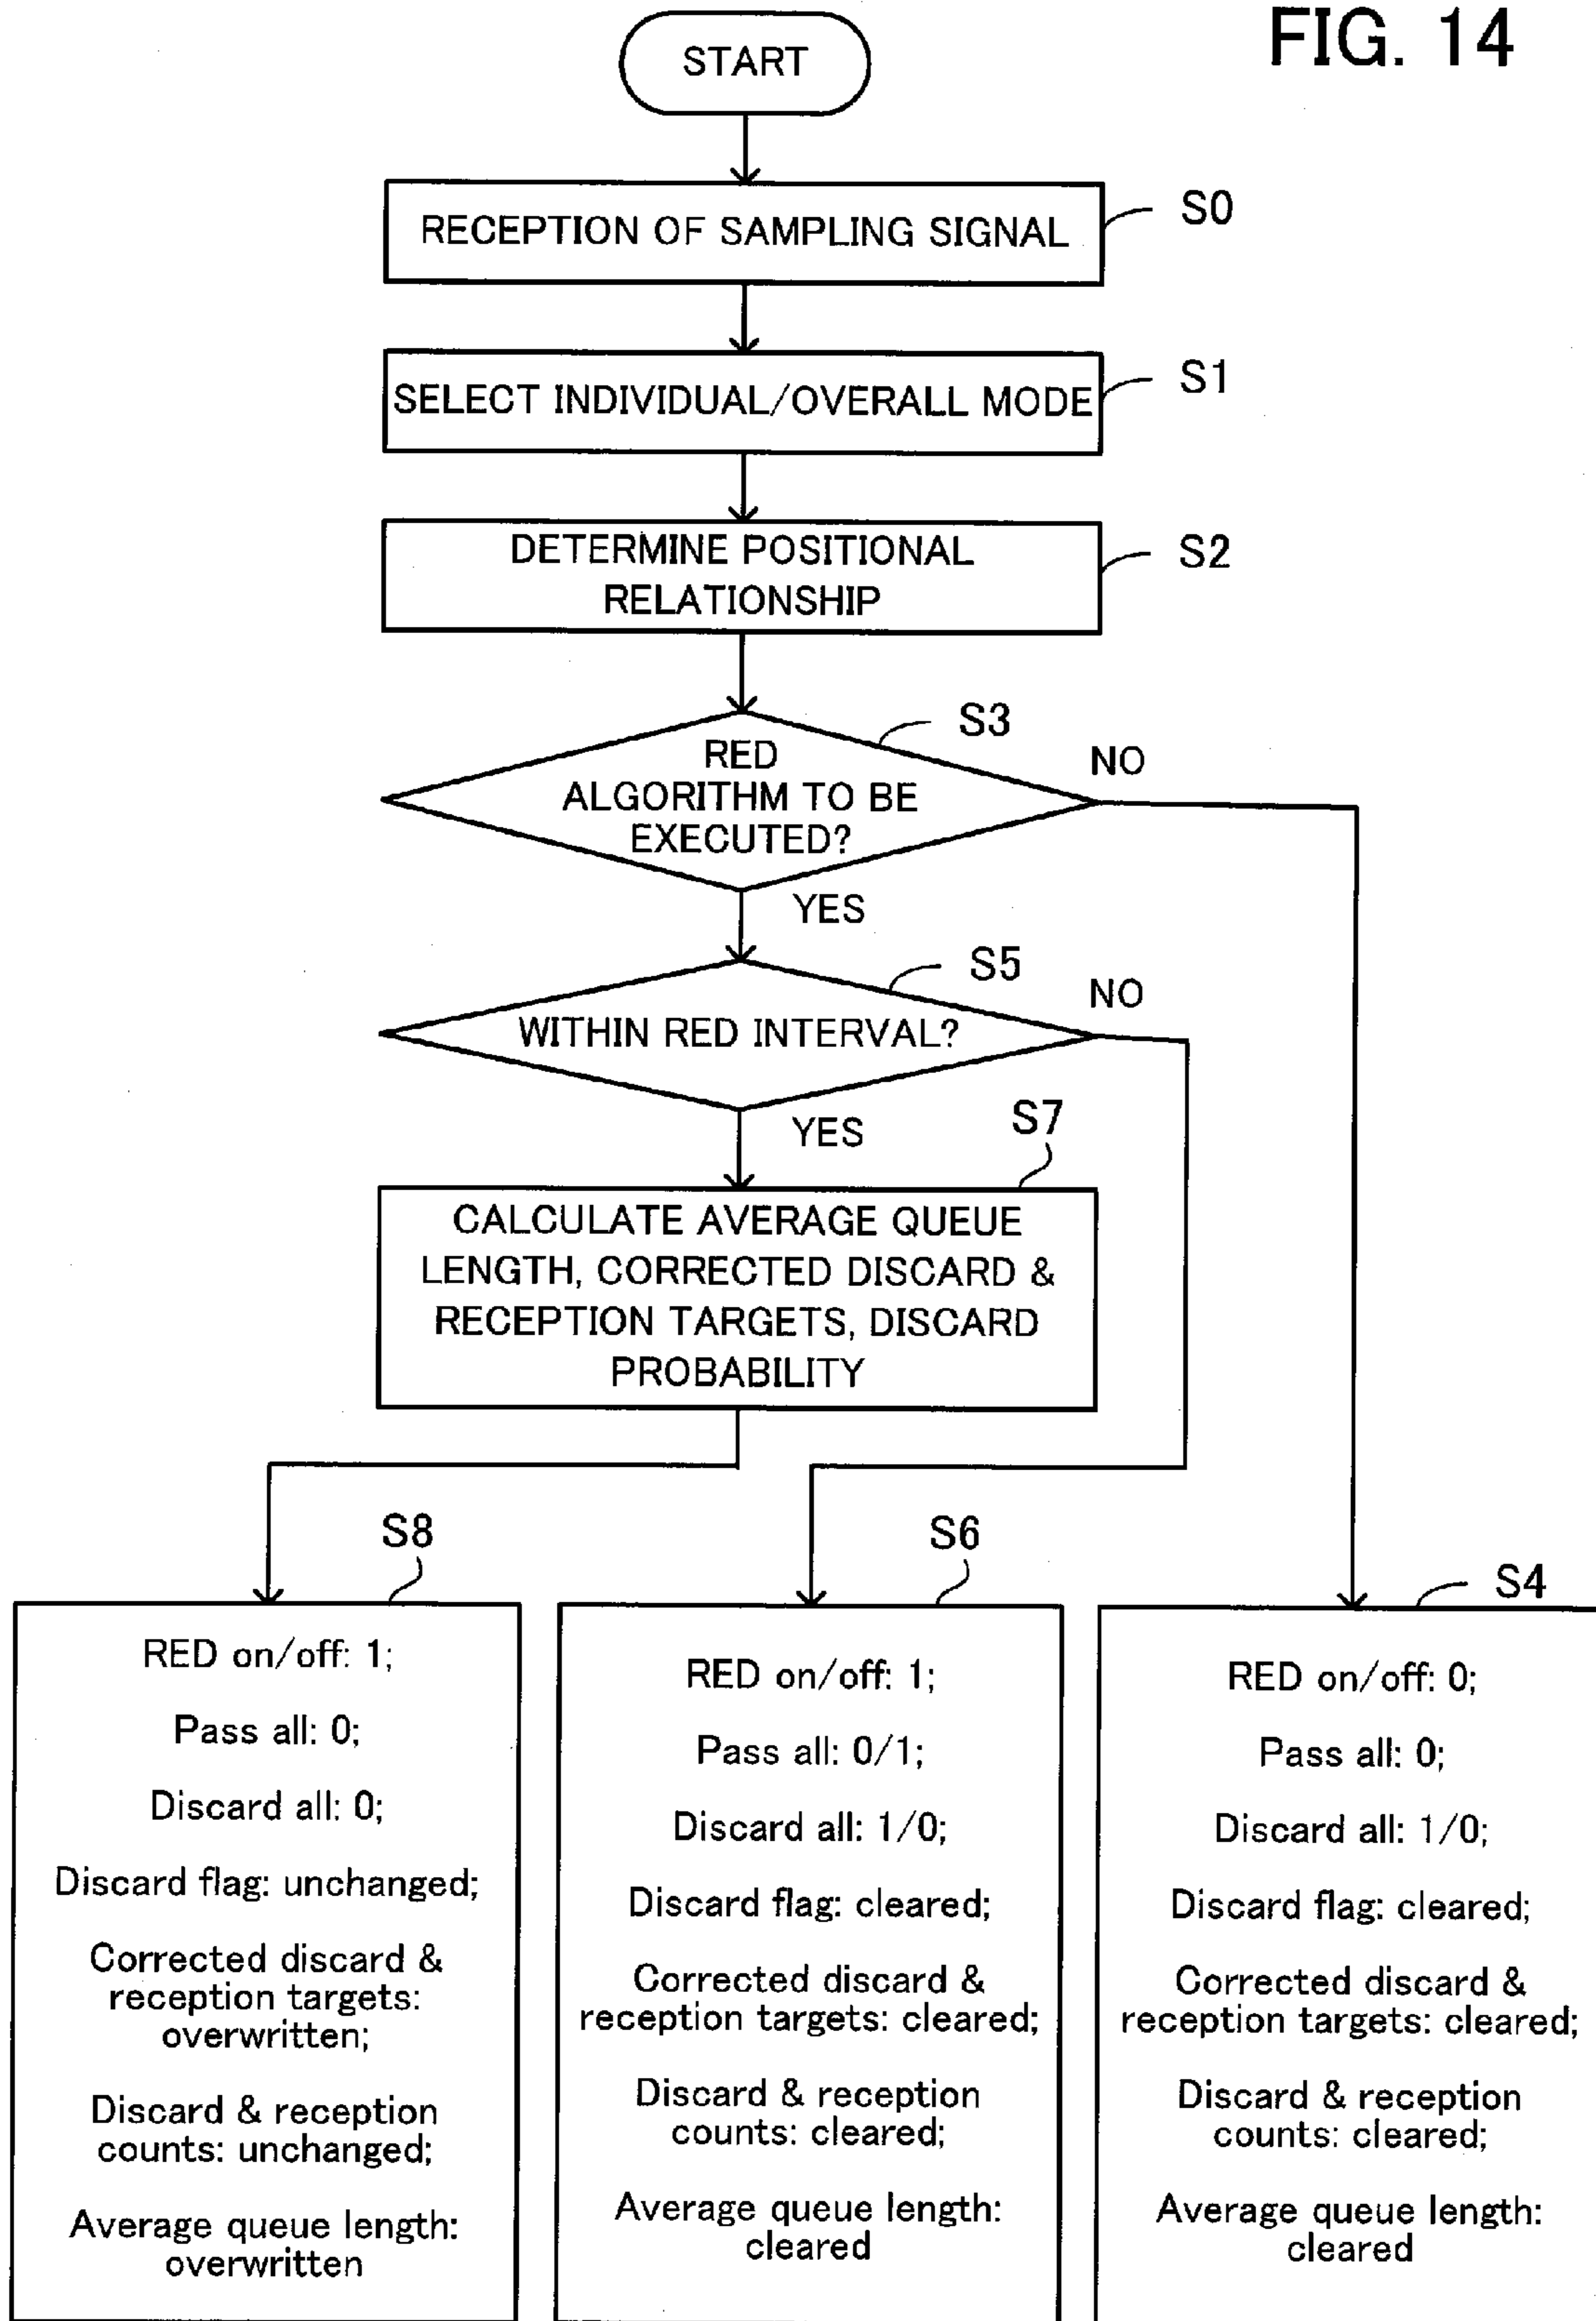 FIG. 14
START
RECEPTION OF SAMPLING SIGNAL
S0
SELECT INDIVIDUAL/OVERALL MODE
S1
DETERMINE POSITIONAL
RELATIONSHIP
S2
S3
RED
ALGORITHM TO BE
EXECUTED?
NO
YES
S5
WITHIN RED INTERVAL?
NO
YES
S7
CALCULATE AVERAGE QUEUE
LENGTH, CORRECTED DISCARD &
RECEPTION TARGETS, DISCARD
PROBABILITY
S8
RED on/off: 1;
Pass all: 0;
Discard all: 0;
Discard flag: unchanged;
Corrected discard &
reception targets:
overwritten;
Discard & reception
counts: unchanged;
Average queue length:
overwritten
S6
RED on/off: 1;
Pass all: 0/1;
Discard all: 1/0;
Discard flag: cleared;
Corrected discard &
reception targets: cleared;
Discard & reception
counts: cleared;
Average queue length:
cleared
S4
RED on/off: 0;
Pass all: 0;
Discard all: 1/0;
Discard flag: cleared;
Corrected discard &
reception targets: cleared;
Discard & reception
counts: cleared;
Average queue length:
cleared